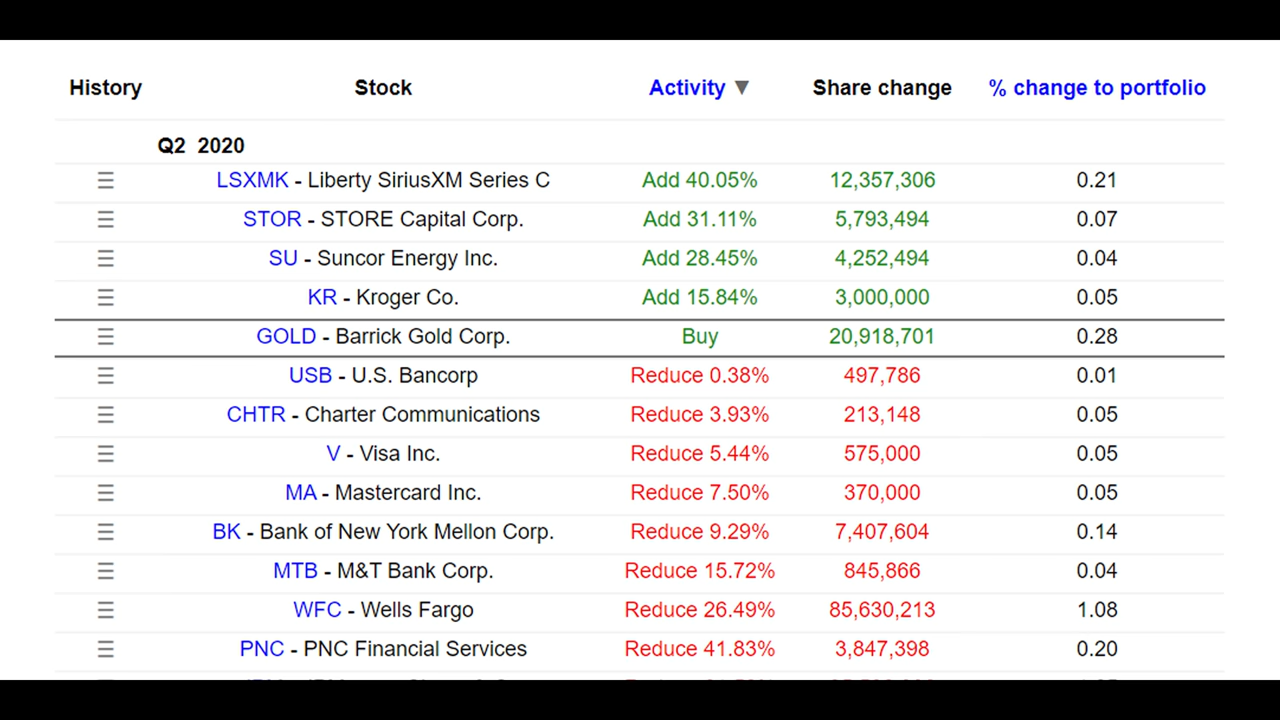 History Stock Activity ▼ Share change % change to portfolio
Q2 2020
☰ LSXMK - Liberty SiriusXM Series C Add 40.05% 12,357,306 0.21
☰ STOR - STORE Capital Corp. Add 31.11% 5,793,494 0.07
☰ SU - Suncor Energy Inc. Add 28.45% 4,252,494 0.04
☰ KR - Kroger Co. Add 15.84% 3,000,000 0.05
☰ GOLD - Barrick Gold Corp. Buy 20,918,701 0.28
☰ USB - U.S. Bancorp Reduce 0.38% 497,786 0.01
☰ CHTR - Charter Communications Reduce 3.93% 213,148 0.05
☰ V - Visa Inc. Reduce 5.44% 575,000 0.05
☰ MA - Mastercard Inc. Reduce 7.50% 370,000 0.05
☰ BK - Bank of New York Mellon Corp. Reduce 9.29% 7,407,604 0.14
☰ MTB - M&T Bank Corp. Reduce 15.72% 845,866 0.04
☰ WFC - Wells Fargo Reduce 26.49% 85,630,213 1.08
☰ PNC - PNC Financial Services Reduce 41.83% 3,847,398 0.20